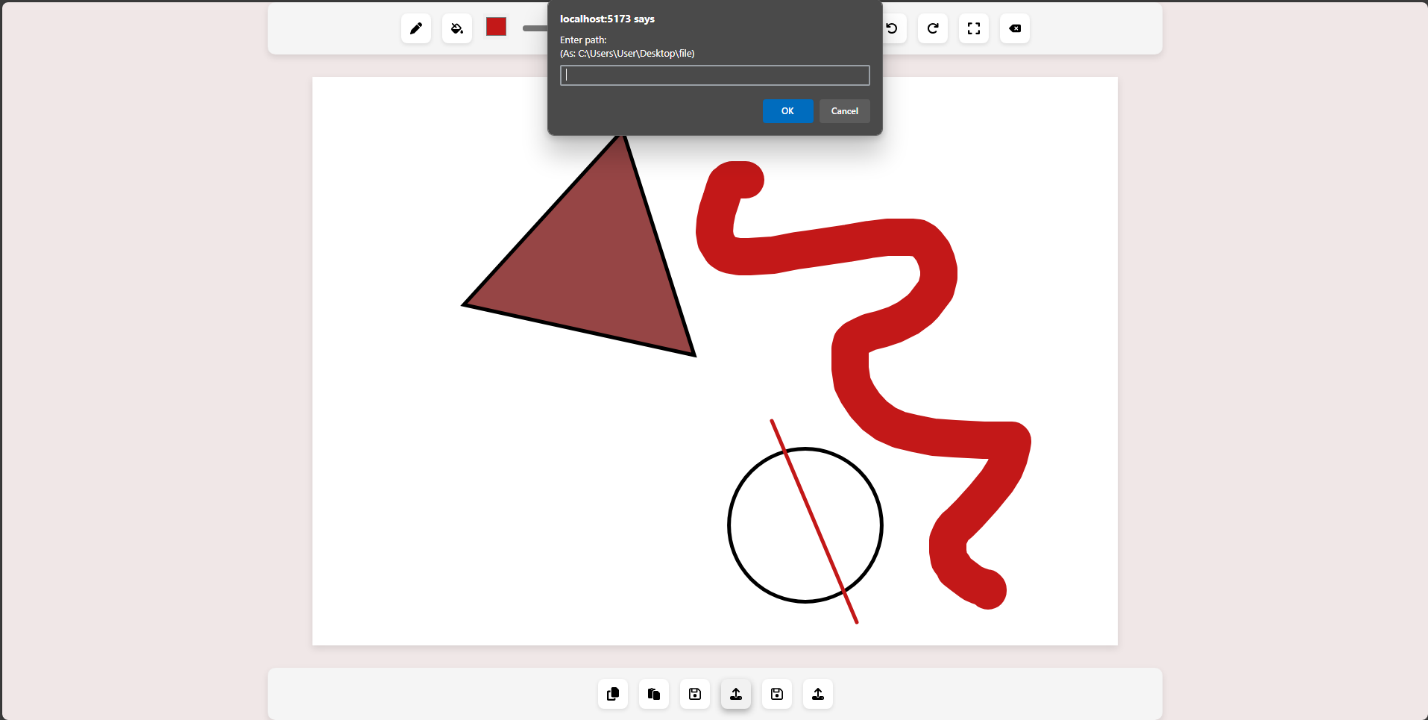 localhost:5173 says
Enter path:
(As: C:\Users\User\Desktop\file)
OK
Cancel